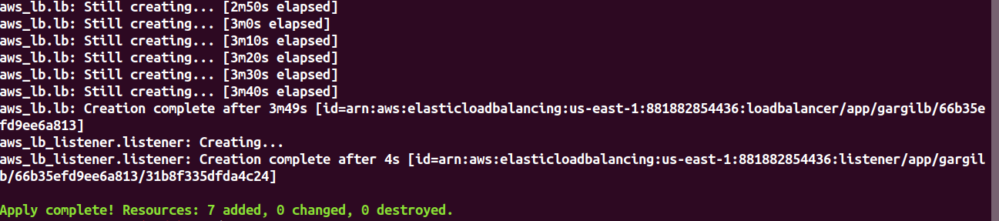 aws_lb.lb: Still creating... [2m50s elapsed]
aws_lb.lb: Still creating... [3m0s elapsed]
aws_lb.lb: Still creating... [3m10s elapsed]
aws_lb.lb: Still creating... [3m20s elapsed]
aws_lb.lb: Still creating... [3m30s elapsed]
aws_lb.lb: Still creating... [3m40s elapsed]
aws_lb.lb: Creation complete after 3m49s [id=arn:aws:elasticloadbalancing:us-east-1:881882854436:loadbalancer/app/gargilb/66b35e
fd9ee6a813]
aws_lb_listener.listener: Creating...
aws_lb_listener.listener: Creation complete after 4s [id=arn:aws:elasticloadbalancing:us-east-1:881882854436:listener/app/gargil
b/66b35efd9ee6a813/31b8f335dfda4c24]
Apply complete! Resources: 7 added, 0 changed, 0 destroyed.